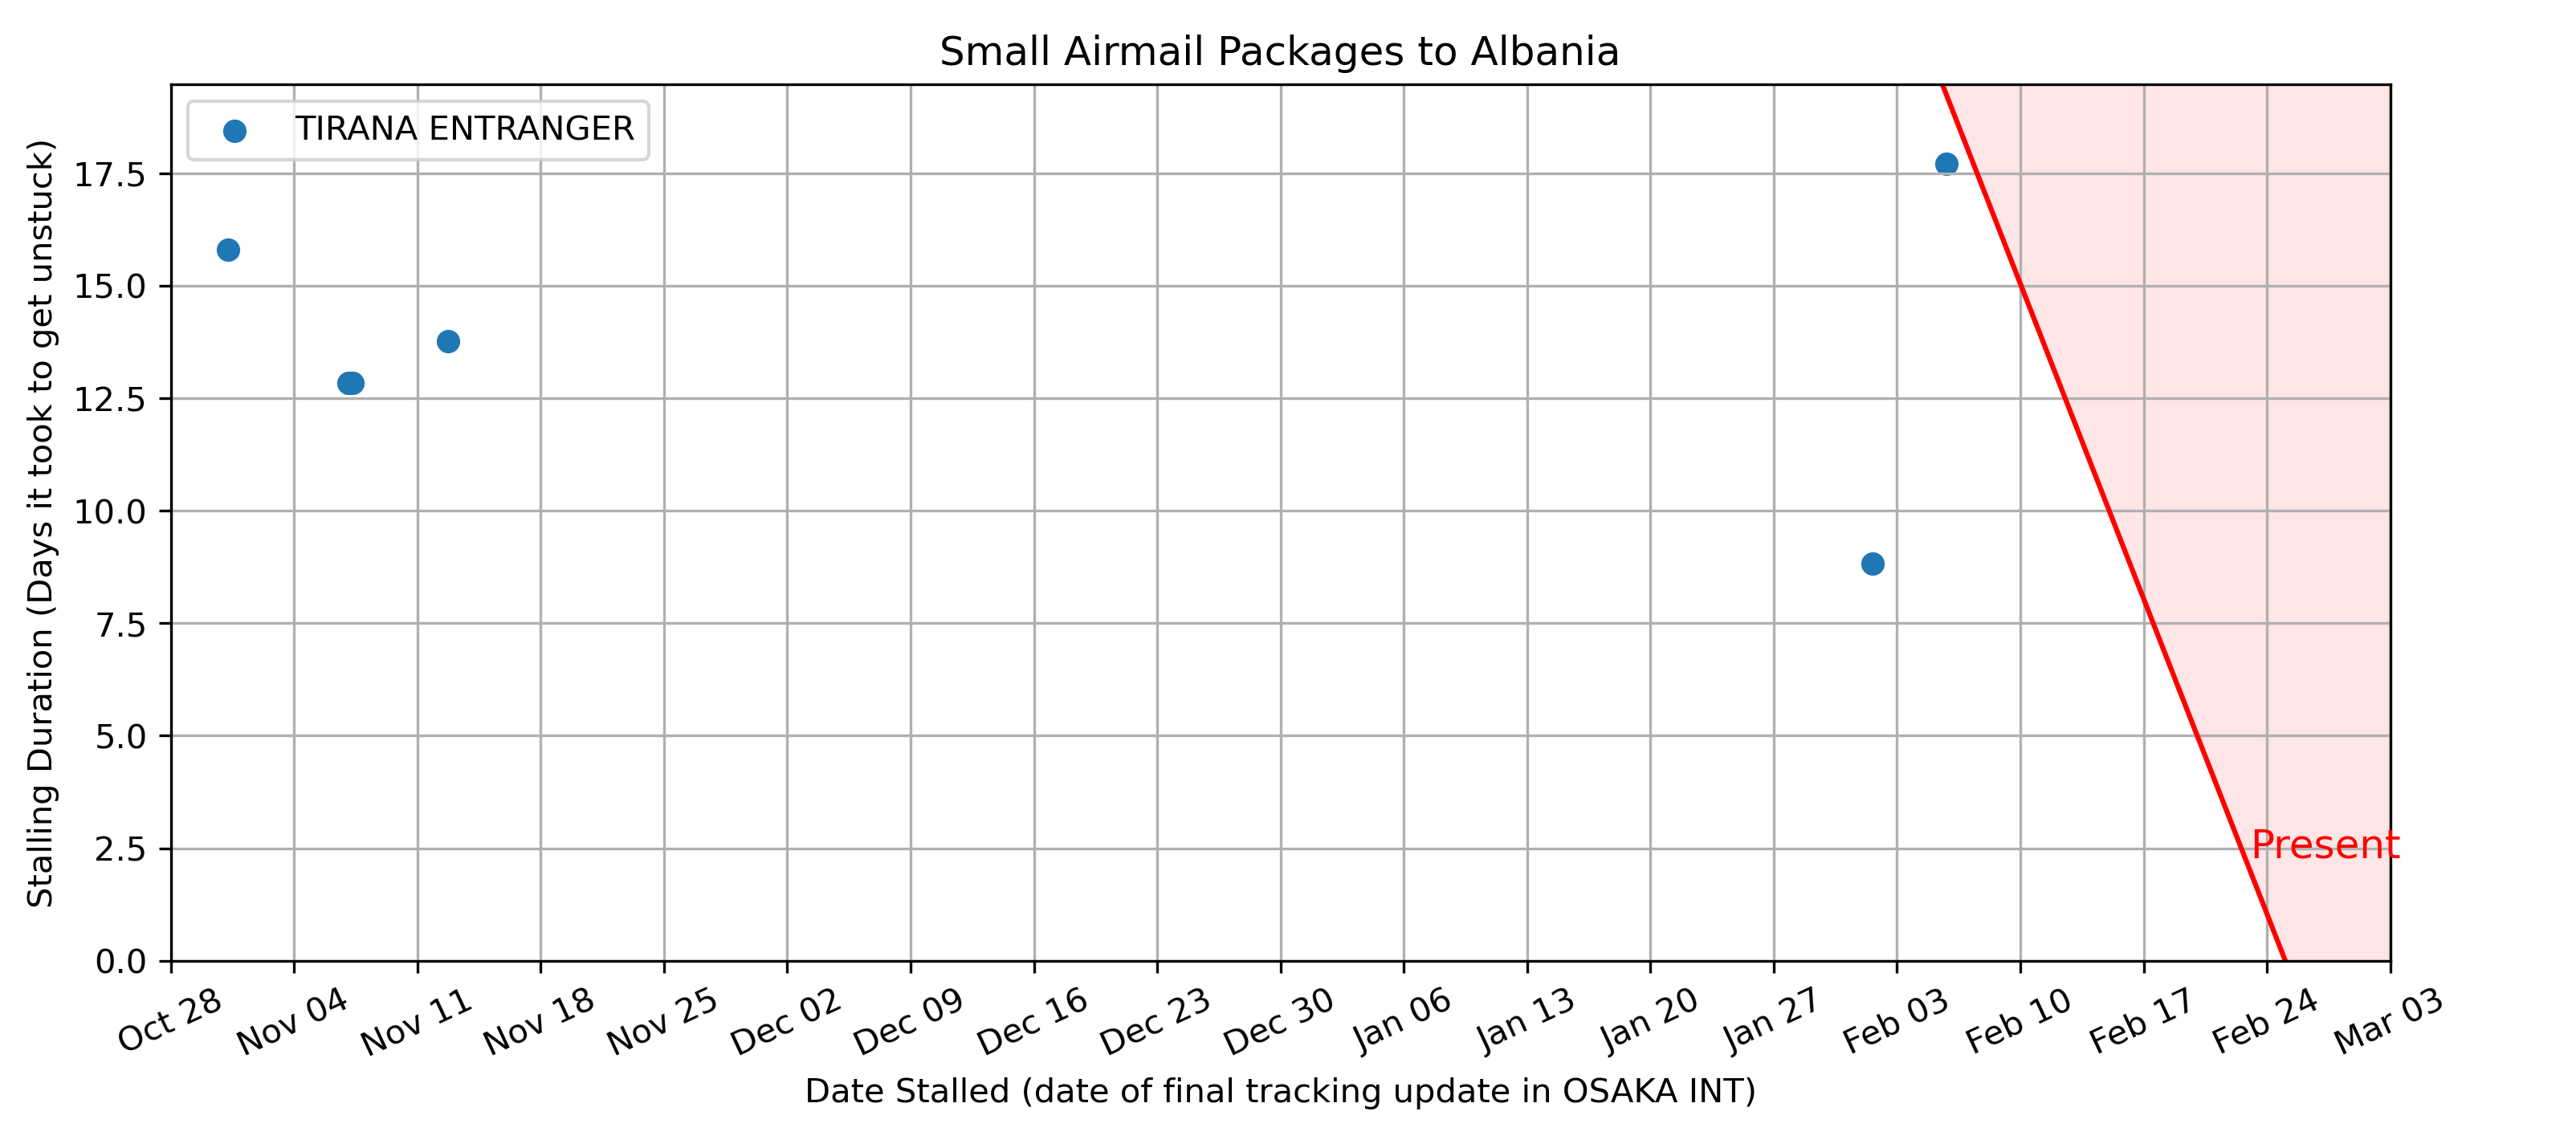 Small Airmail Packages to Albania
TIRANA ENTRANGER
Stalling Duration (Days it took to get unstuck)
17.5
15.0
12.5
10.0
7.5
5.0
2.5
0.0
Present
Oct 28 Nov 04 Nov 11 Nov 18 Nov 25 Dec 02 Dec 09 Dec 16 Dec 23 Dec 30 Jan 06 Jan 13 Jan 20 Jan 27 Feb 03 Feb 10 Feb 17 Feb 24 Mar 03
Date Stalled (date of final tracking update in OSAKA INT)